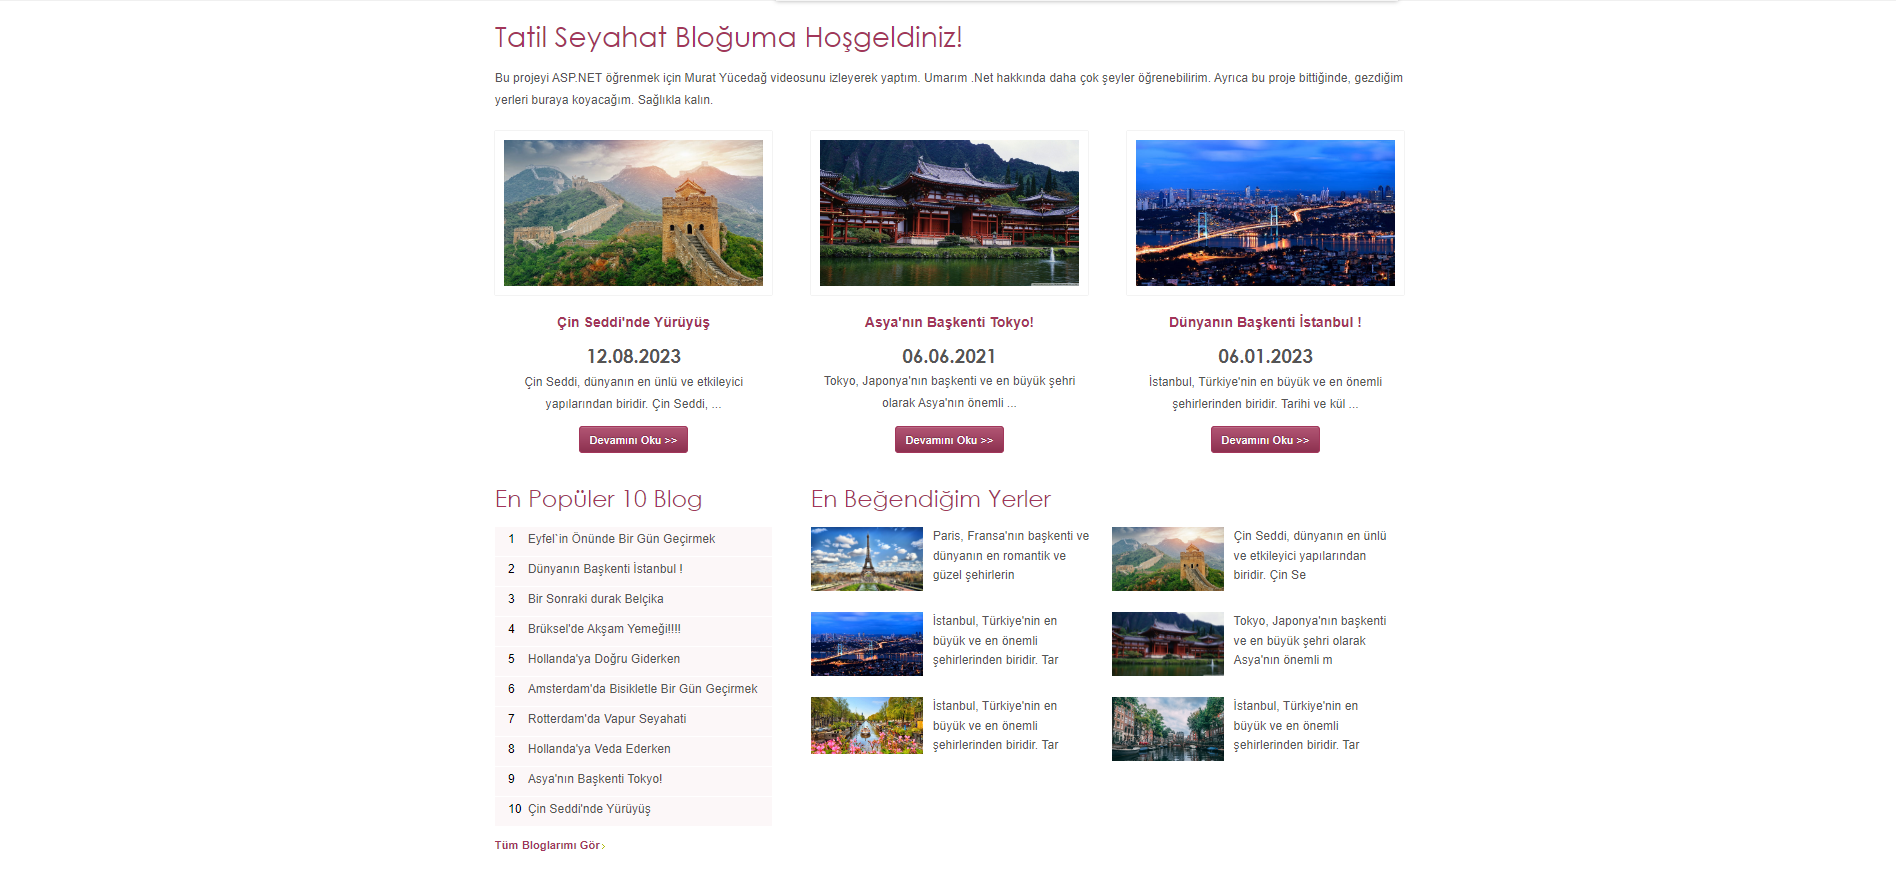 Tatil Seyahat Bloğuma Hoşgeldiniz!
Bu projeyi ASP.NET öğrenmek için Murat Yücedağ videosunu izleyerek yaptım. Umarım .Net hakkında daha çok şeyler öğrenebilirim. Ayrıca bu proje bittiğinde, gezdiğim
yerleri buraya koyacağım. Sağlıkla kalın.
Çin Seddi'nde Yürüyüş
12.08.2023
Çin Seddi, dünyanın en ünlü ve etkileyici
yapılarından biridir. Çin Seddi, ...
Devamını Oku >>
Asya'nın Başkenti Tokyo!
06.06.2021
Tokyo, Japonya'nın başkenti ve en büyük şehri
olarak Asya'nın önemli ...
Devamını Oku >>
Dünyanın Başkenti İstanbul !
06.01.2023
İstanbul, Türkiye'nin en büyük ve en önemli
şehirlerinden biridir. Tarihi ve kül ...
Devamını Oku >>
En Popüler 10 Blog
1 Eyfel`in Önünde Bir Gün Geçirmek
2 Dünyanın Başkenti İstanbul !
3 Bir Sonraki durak Belçika
4 Brüksel'de Akşam Yemeği!!!!
5 Hollanda'ya Doğru Giderken
6 Amsterdam'da Bisikletle Bir Gün Geçirmek
7 Rotterdam'da Vapur Seyahati
8 Hollanda'ya Veda Ederken
9 Asya'nın Başkenti Tokyo!
10 Çin Seddi'nde Yürüyüş
Tüm Bloglarımı Gör
En Beğendiğim Yerler
Paris, Fransa'nın başkenti ve
dünyanın en romantik ve
güzel şehirlerin
Çin Seddi, dünyanın en ünlü
ve etkileyici yapılarından
biridir. Çin Se
İstanbul, Türkiye'nin en
büyük ve en önemli
şehirlerinden biridir. Tar
Tokyo, Japonya'nın başkenti
ve en büyük şehri olarak
Asya'nın önemli m
İstanbul, Türkiye'nin en
büyük ve en önemli
şehirlerinden biridir. Tar
İstanbul, Türkiye'nin en
büyük ve en önemli
şehirlerinden biridir. Tar